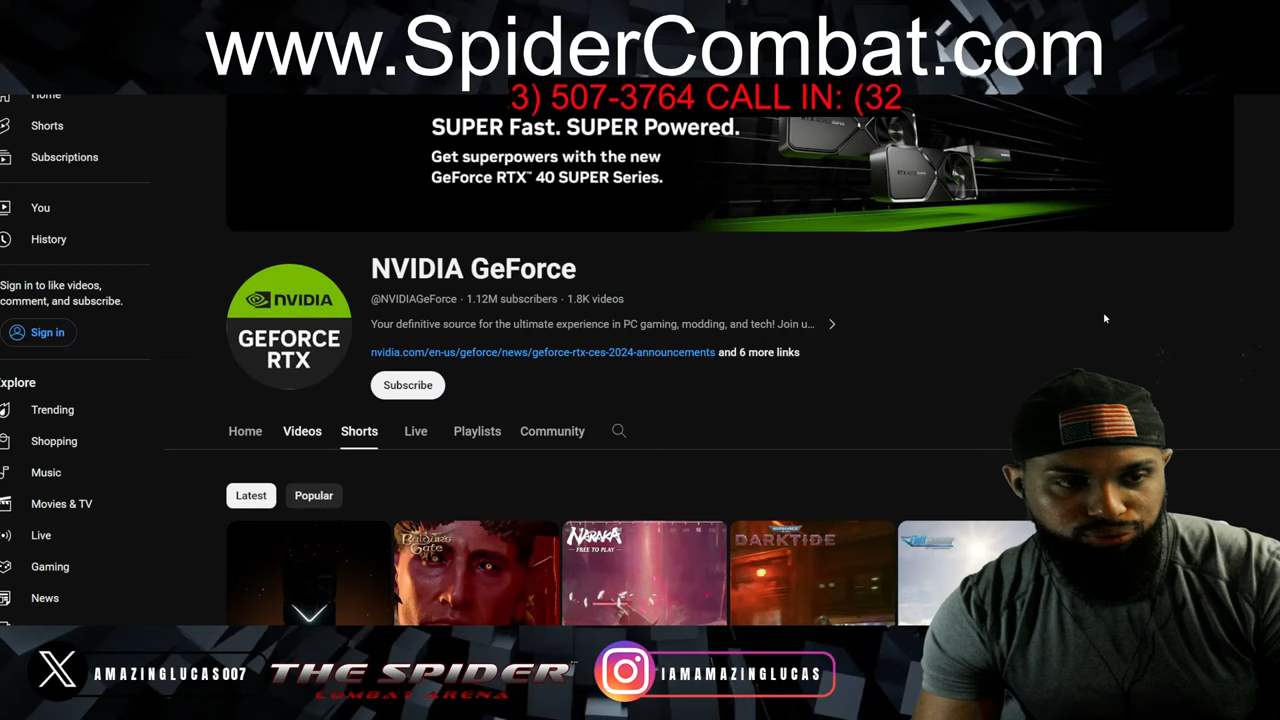 www.SpiderCombat.com
3) 507-3764 CALL IN: (32
Home
Shorts
Subscriptions
You
History
Sign in to like videos,
comment, and subscribe.
Sign in
Explore
Trending
Shopping
Music
Movies & TV
Live
Gaming
News
SUPER Fast. SUPER Powered.
Get superpowers with the new
GeForce RTX™ 40 SUPER Series.
NVIDIA
GEFORCE
RTX
NVIDIA GeForce
@NVIDIAGeForce · 1.12M subscribers · 1.8K videos
Your definitive source for the ultimate experience in PC gaming, modding, and tech! Join u...
nvidia.com/en-us/geforce/news/geforce-rtx-ces-2024-announcements and 6 more links
Subscribe
Home Videos Shorts Live Playlists Community
Latest Popular
Baldur's
Gate
NARAKA
FREE TO PLAY
DARKTIDE
AMAZINGLUCAS007
THE SPIDER™
COMBAT ARENA
IAMAMAZINGLUCAS